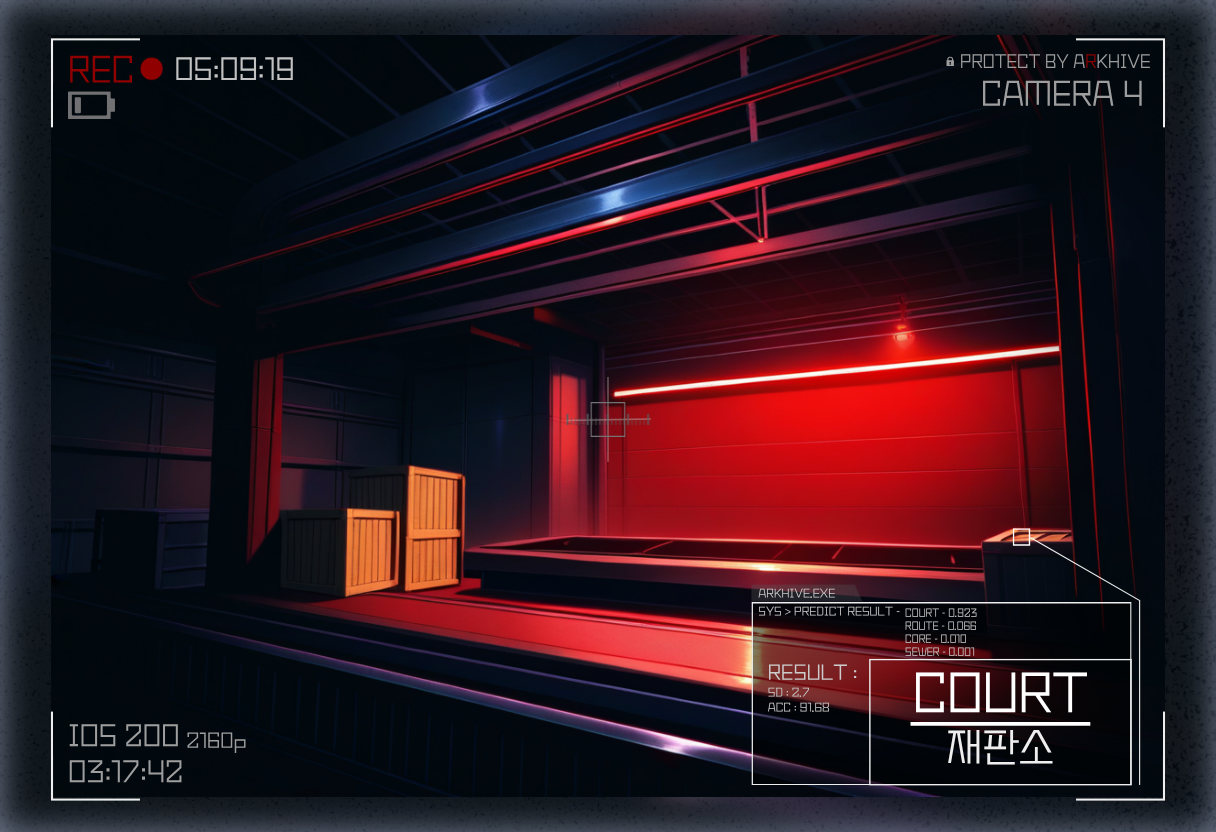 REC 05:09:19
PROTECT BY ARKHIVE
CAMERA 4
ARKHIVE.EXE
SYS > PREDICT RESULT - COURT - 0.923
ROUTE - 0.066
CORE - 0.010
SEWER - 0.001
RESULT :
SD : 2.7
ACC : 91.68
COURT
재판소
IOS 200 2160p
03:17:42